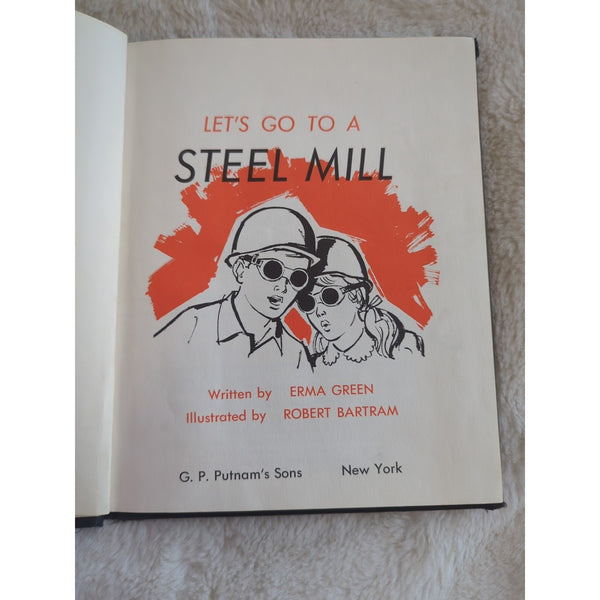 LET'S GO TO A
STEEL MILL
Written by ERMA GREEN
Illustrated by ROBERT BARTRAM
G. P. Putnam's Sons New York